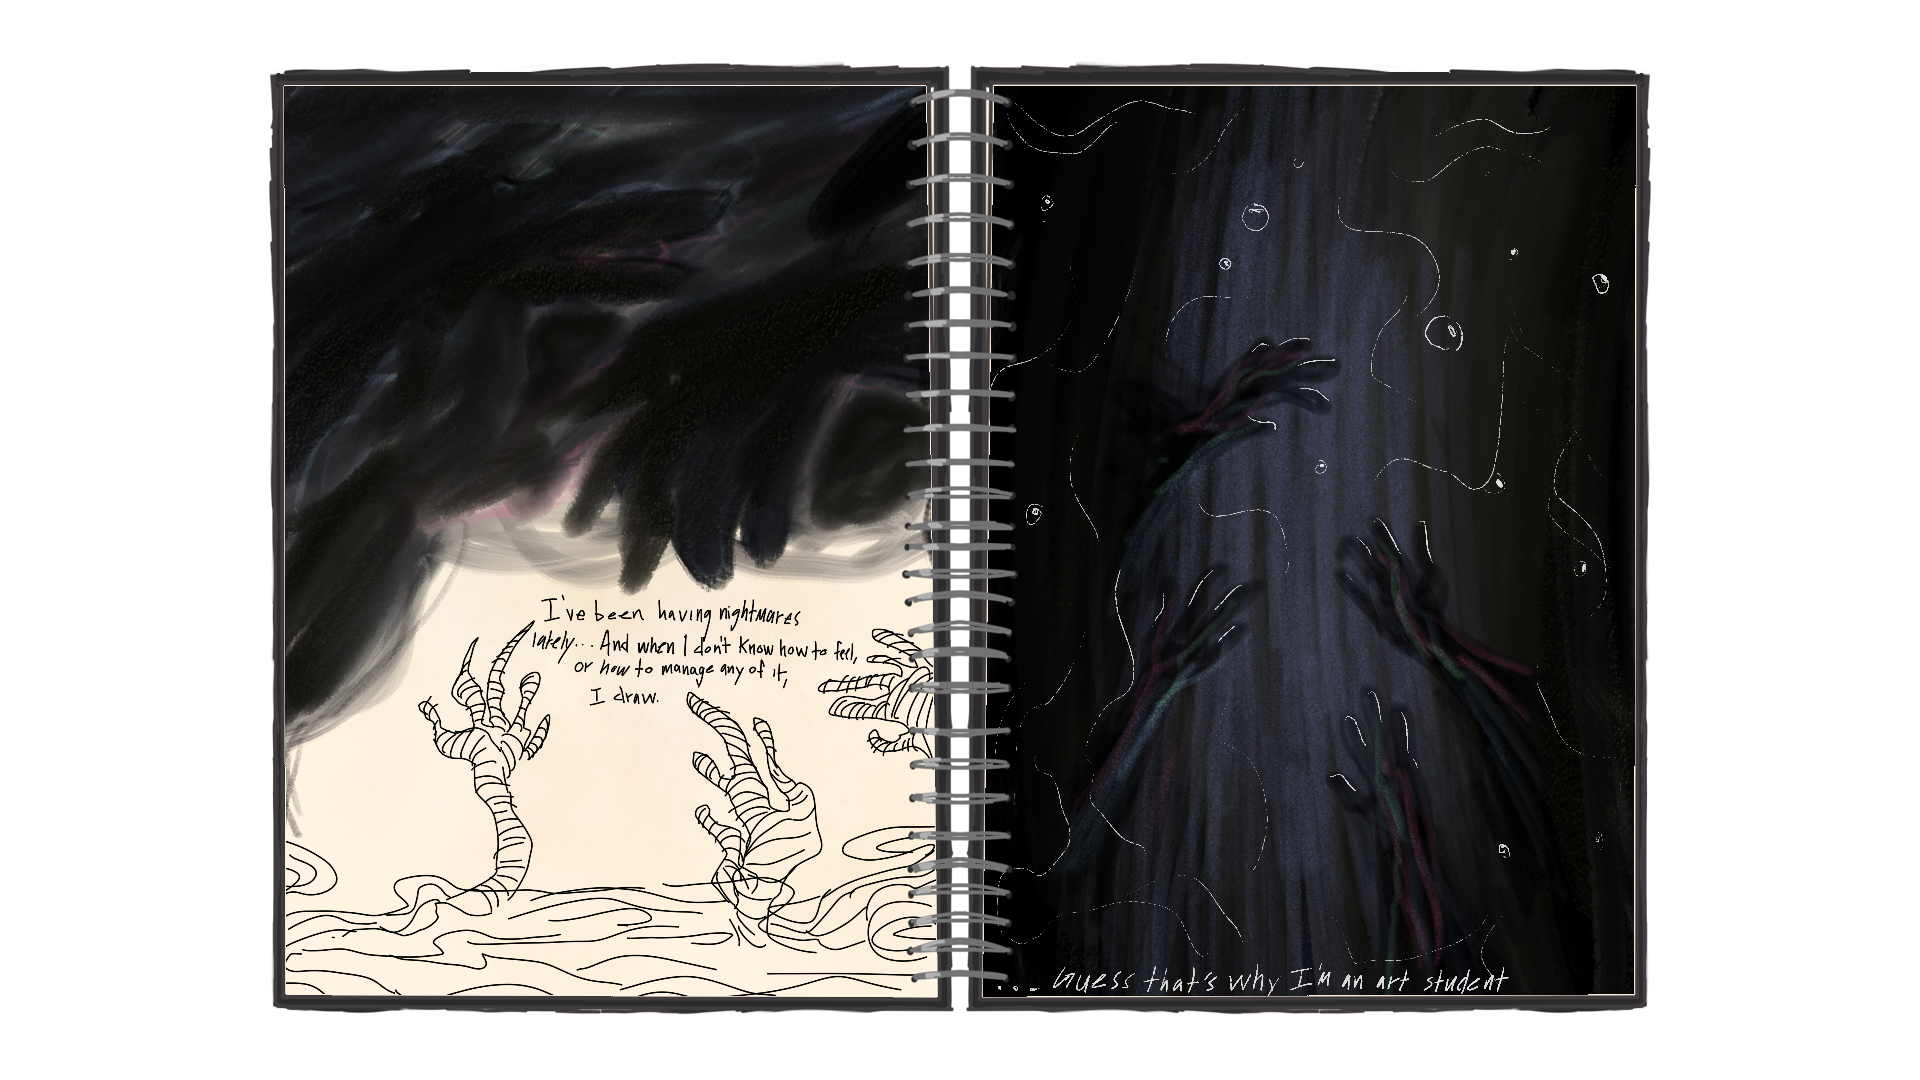 I've been having nightmares
lately... And when I don't know how to feel,
or how to manage any of it,
I draw.
... Guess that's why I'm an art student